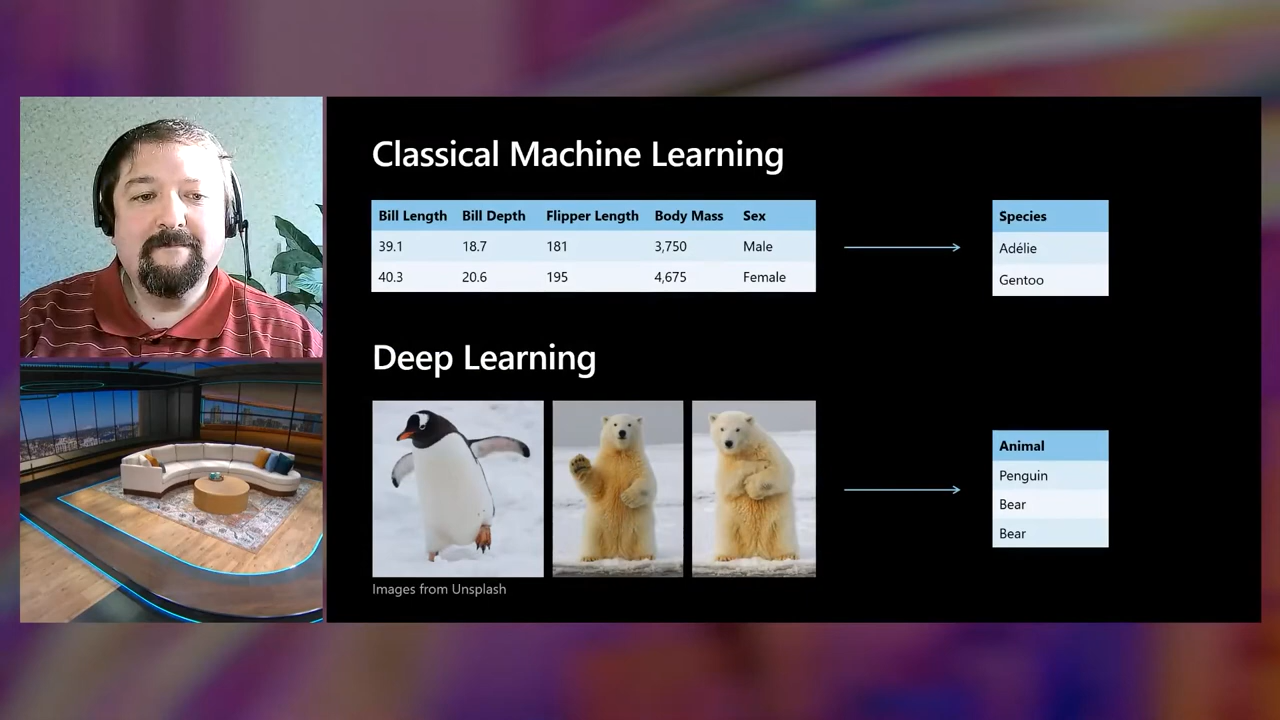 Classical Machine Learning
Bill Length Bill Depth Flipper Length Body Mass Sex
39.1 18.7 181 3,750 Male
40.3 20.6 195 4,675 Female
Species
Adélie
Gentoo
Deep Learning
Animal
Penguin
Bear
Bear
Images from Unsplash